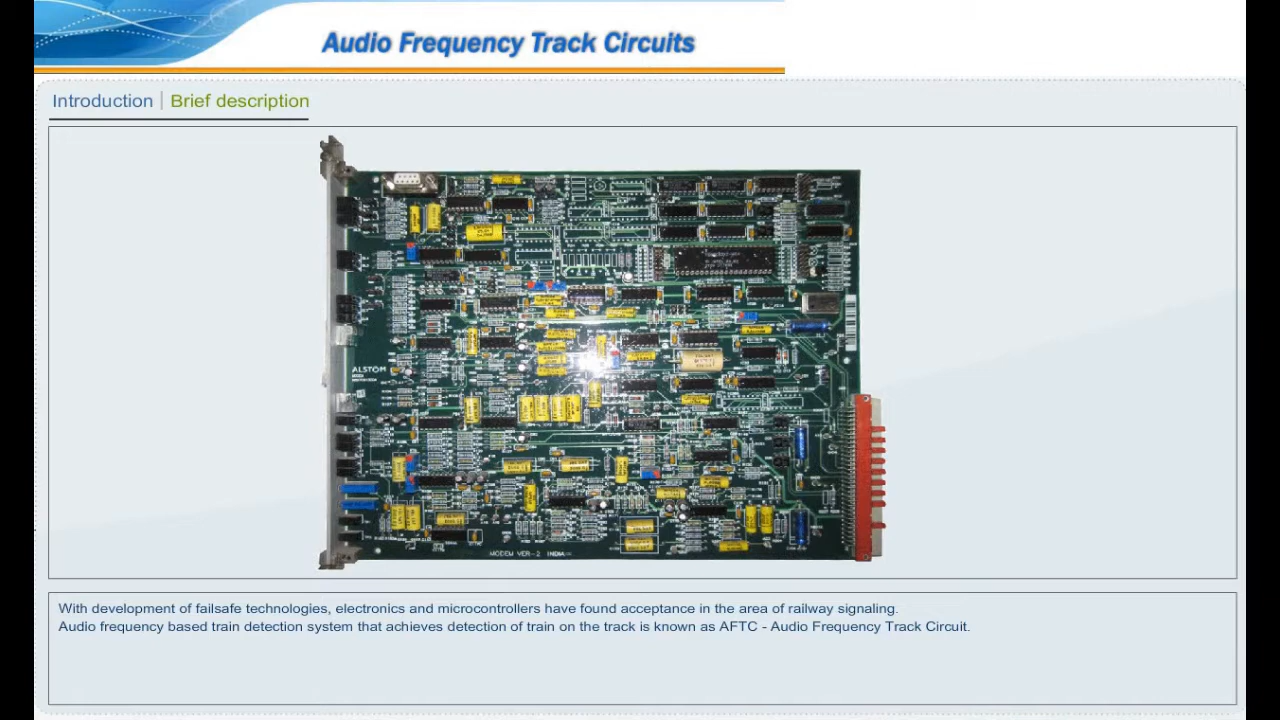 Audio Frequency Track Circuits
Introduction | Brief description
ALSTOM
MODEM VER-2 INDIA
With development of failsafe technologies, electronics and microcontrollers have found acceptance in the area of railway signaling.
Audio frequency based train detection system that achieves detection of train on the track is known as AFTC - Audio Frequency Track Circuit.